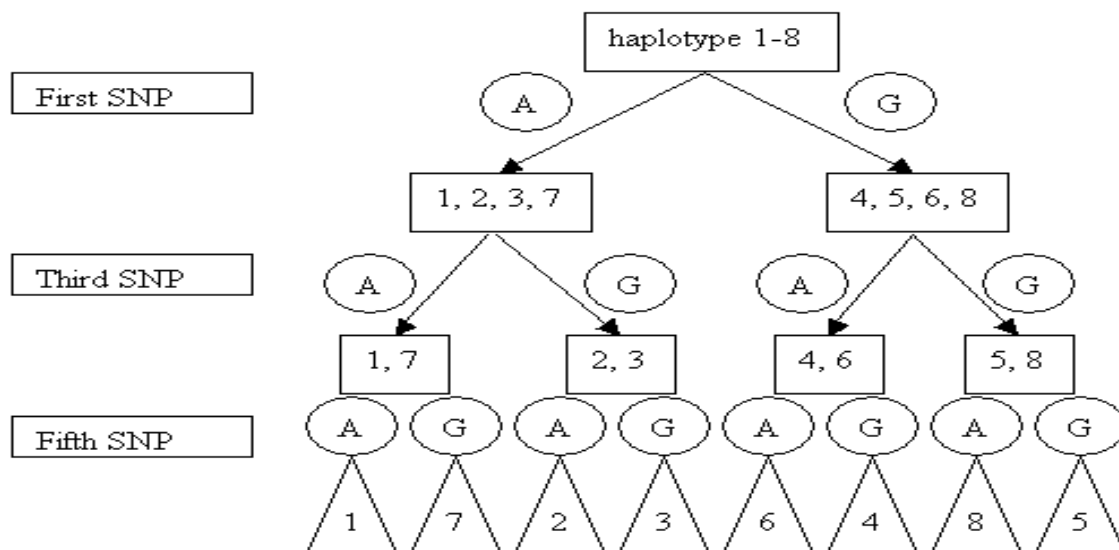 haplotype 1-8
First SNP
A
G
1, 2, 3, 7
4, 5, 6, 8
Third SNP
A
G
A
G
1, 7
2, 3
4, 6
5, 8
Fifth SNP
A
G
A
G
A
G
A
G
1
7
2
3
6
4
8
5